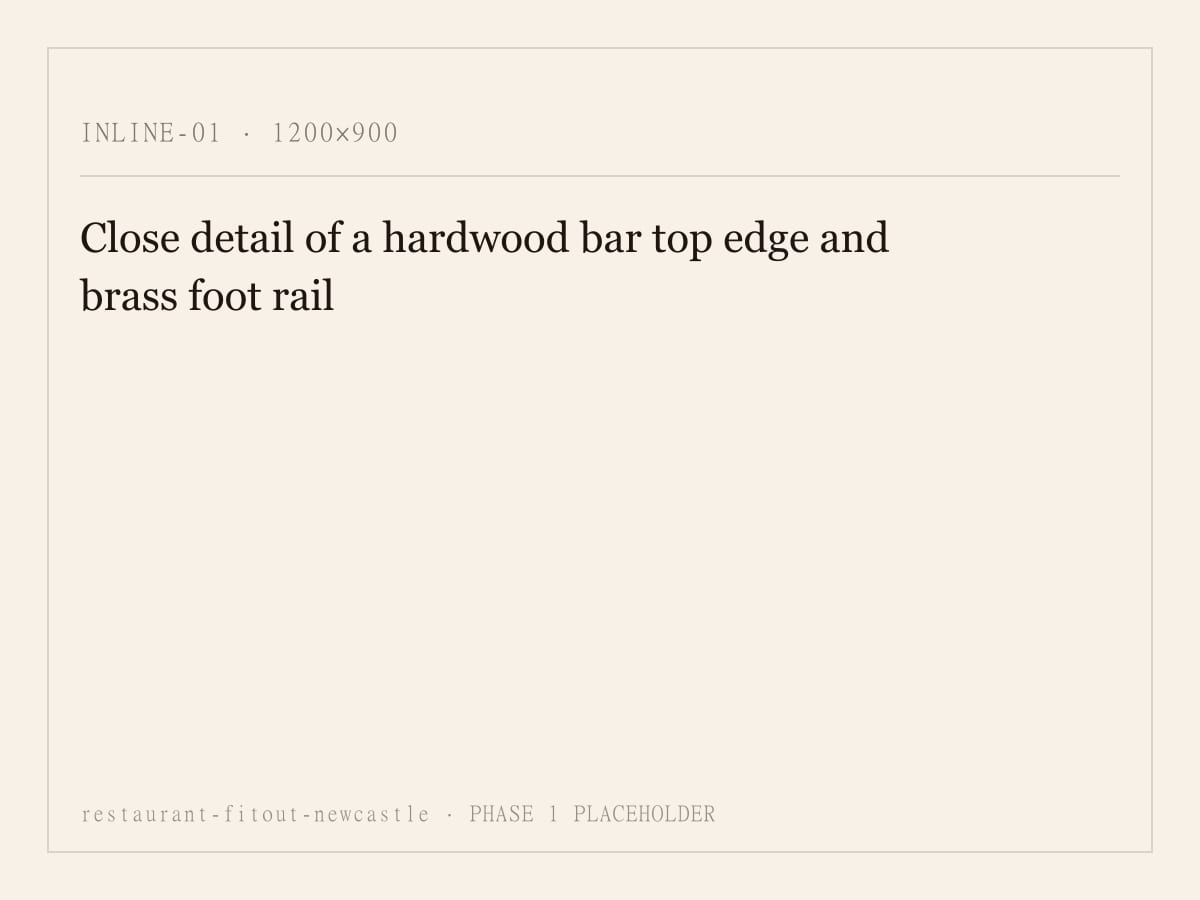 INLINE-01 · 1200×900
Close detail of a hardwood bar top edge and
brass foot rail
restaurant-fitout-newcastle · PHASE 1 PLACEHOLDER